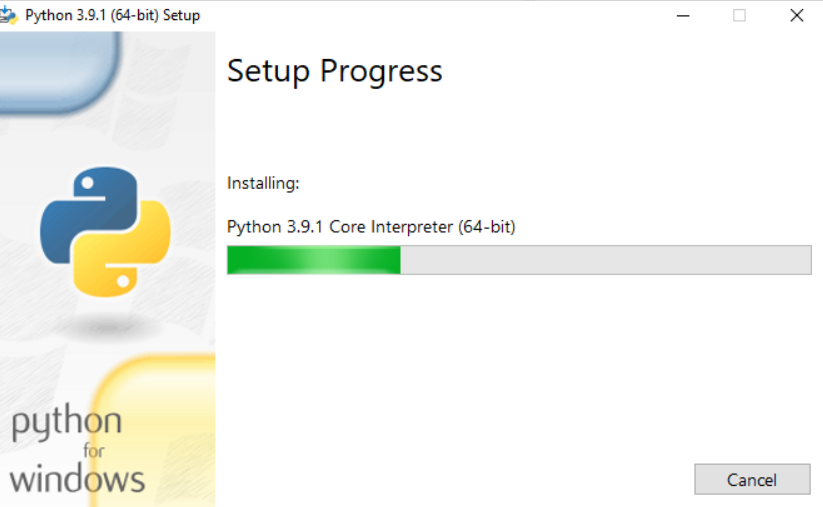 Python 3.9.1 (64-bit) Setup
Setup Progress
Installing:
Python 3.9.1 Core Interpreter (64-bit)
python
for
windows
Cancel